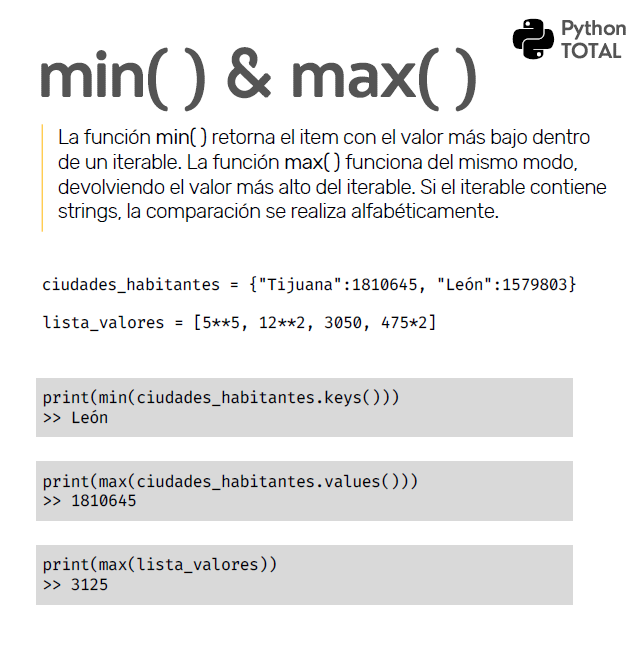 Python
TOTAL
min( ) & max( )
La función min( ) retorna el item con el valor más bajo dentro
de un iterable. La función max( ) funciona del mismo modo,
devolviendo el valor más alto del iterable. Si el iterable contiene
strings, la comparación se realiza alfabéticamente.
ciudades_habitantes = {"Tijuana":1810645, "León":1579803}
lista_valores = [5**5, 12**2, 3050, 475*2]
print(min(ciudades_habitantes.keys()))
>> León
print(max(ciudades_habitantes.values()))
>> 1810645
print(max(lista_valores))
>> 3125